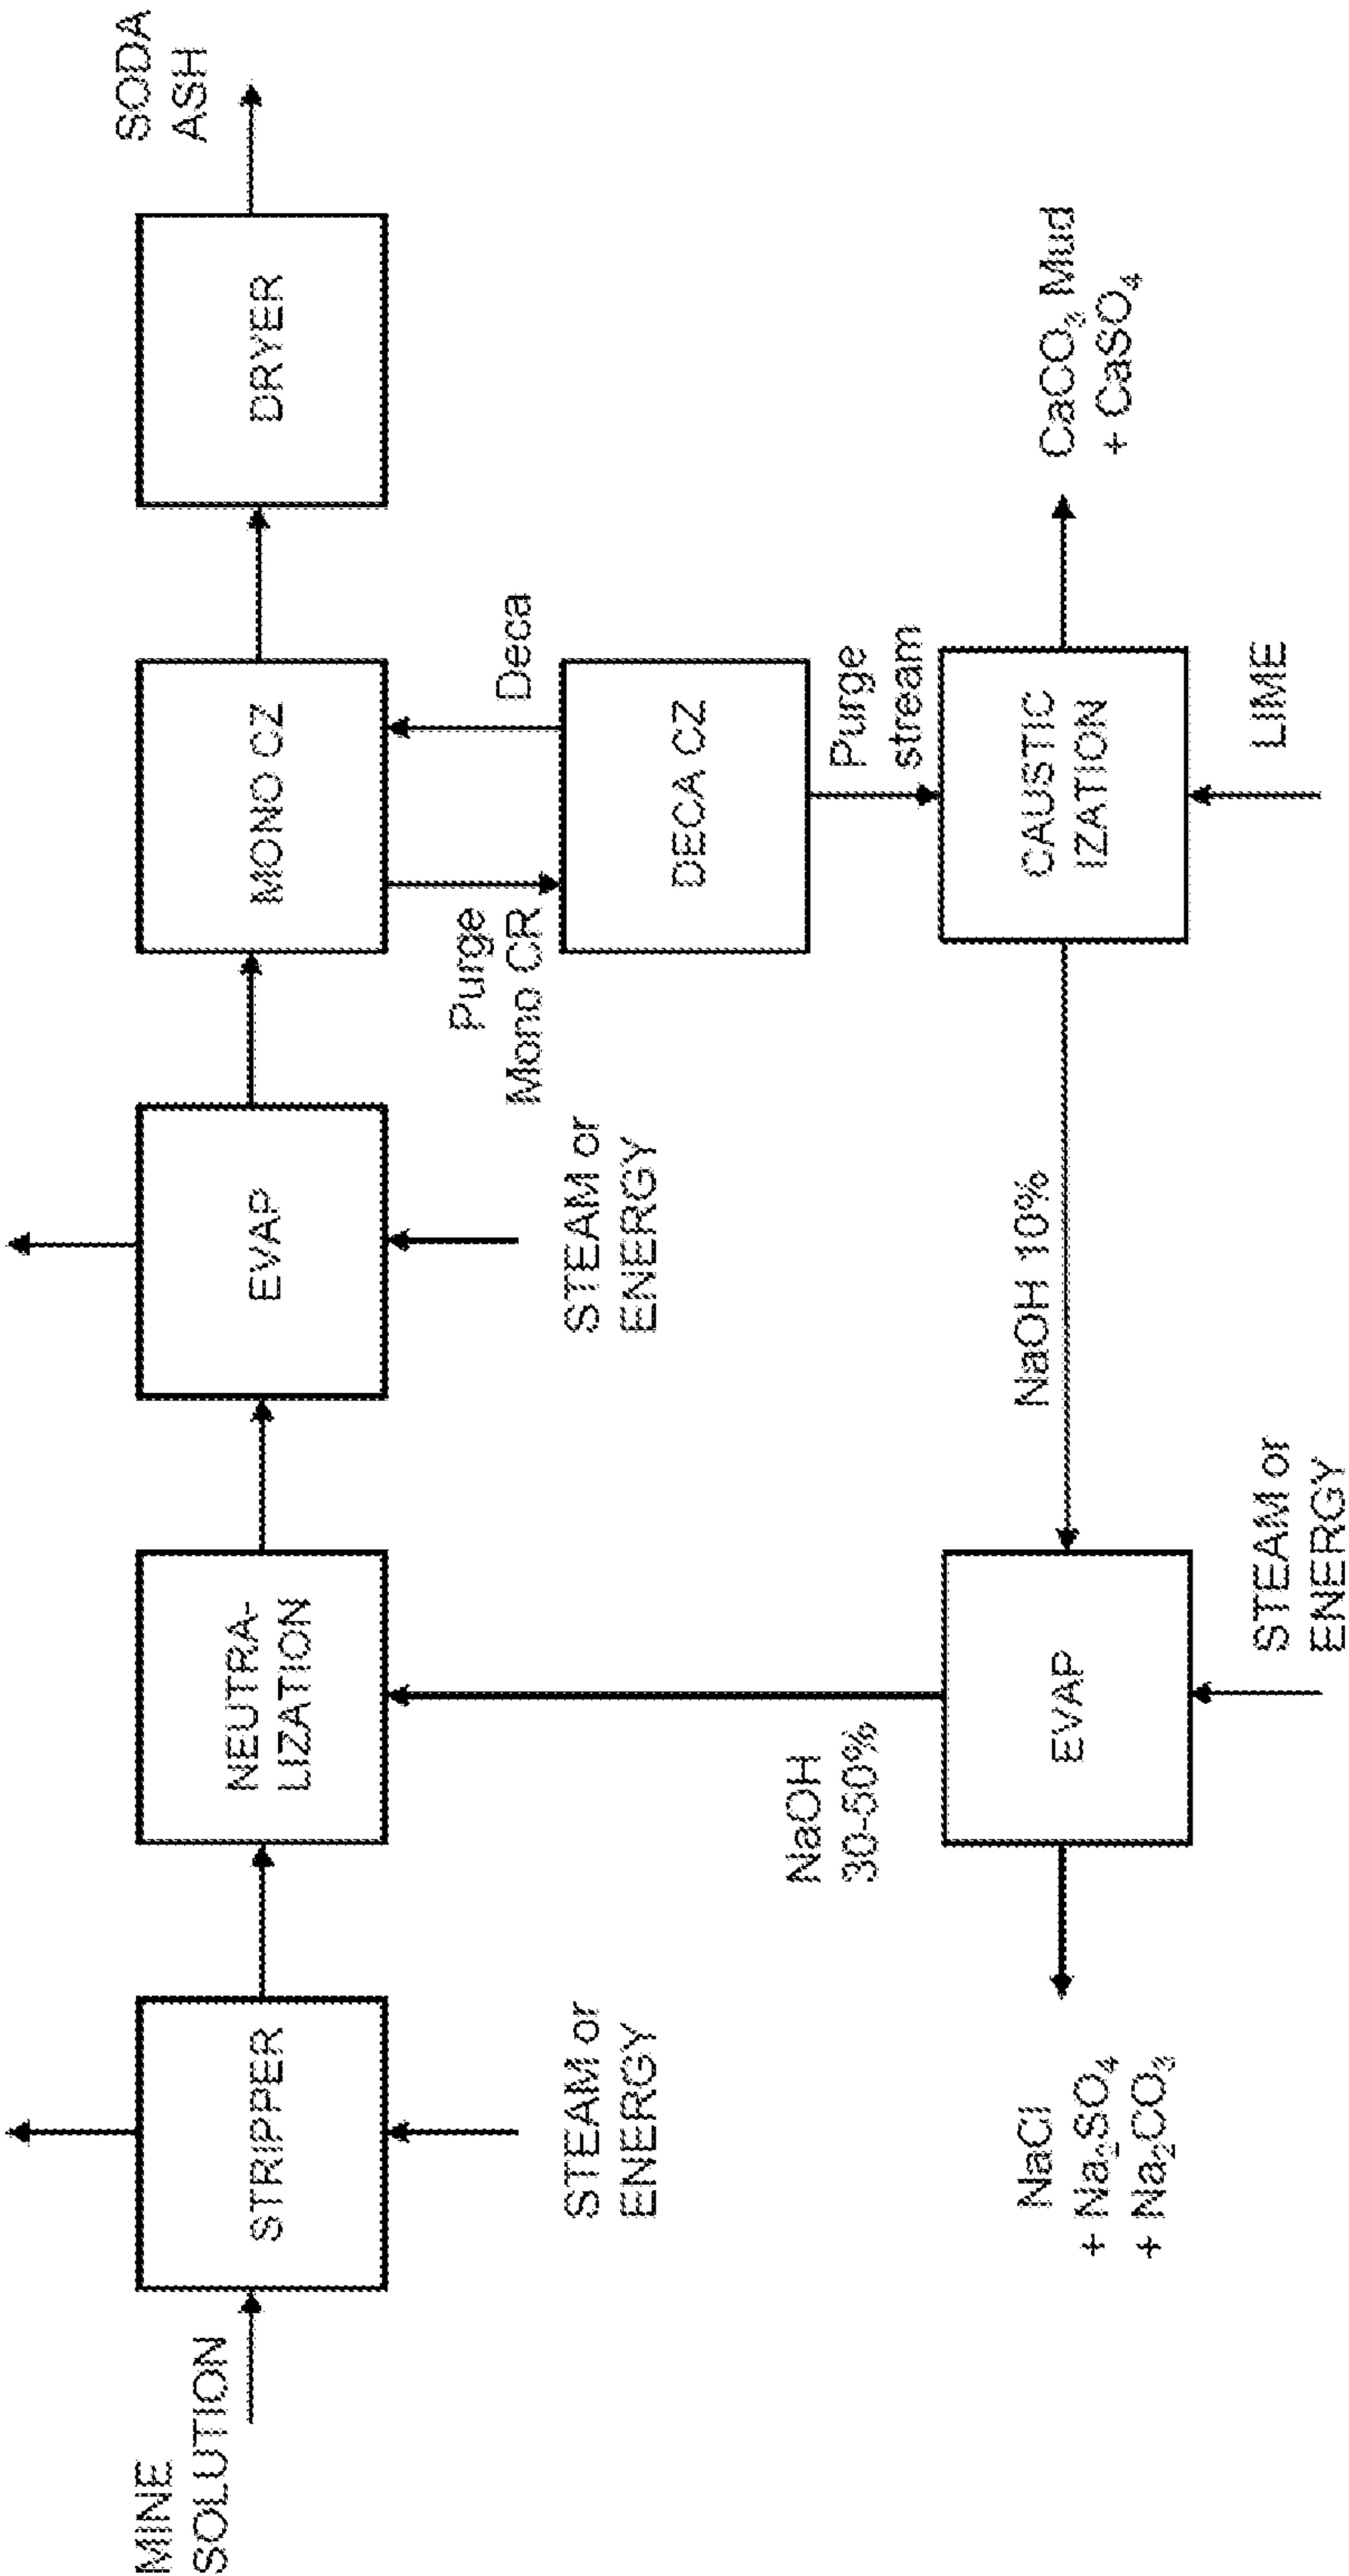 MINE
SOLUTION
STRIPPER
STEAM or
ENERGY
NEUTRA-
LIZATION
EVAP
STEAM or
ENERGY
MONO CZ
DRYER
SODA
ASH
Purge
Mono CR
Deca
DECA CZ
Purge
stream
CAUSTIC
IZATION
LIME
CaCO₃ Mud
+ CaSO₄
NaOH 10%
EVAP
STEAM or
ENERGY
NaOH
30-50%
NaCl
+ Na₂SO₄
+ Na₂CO₃